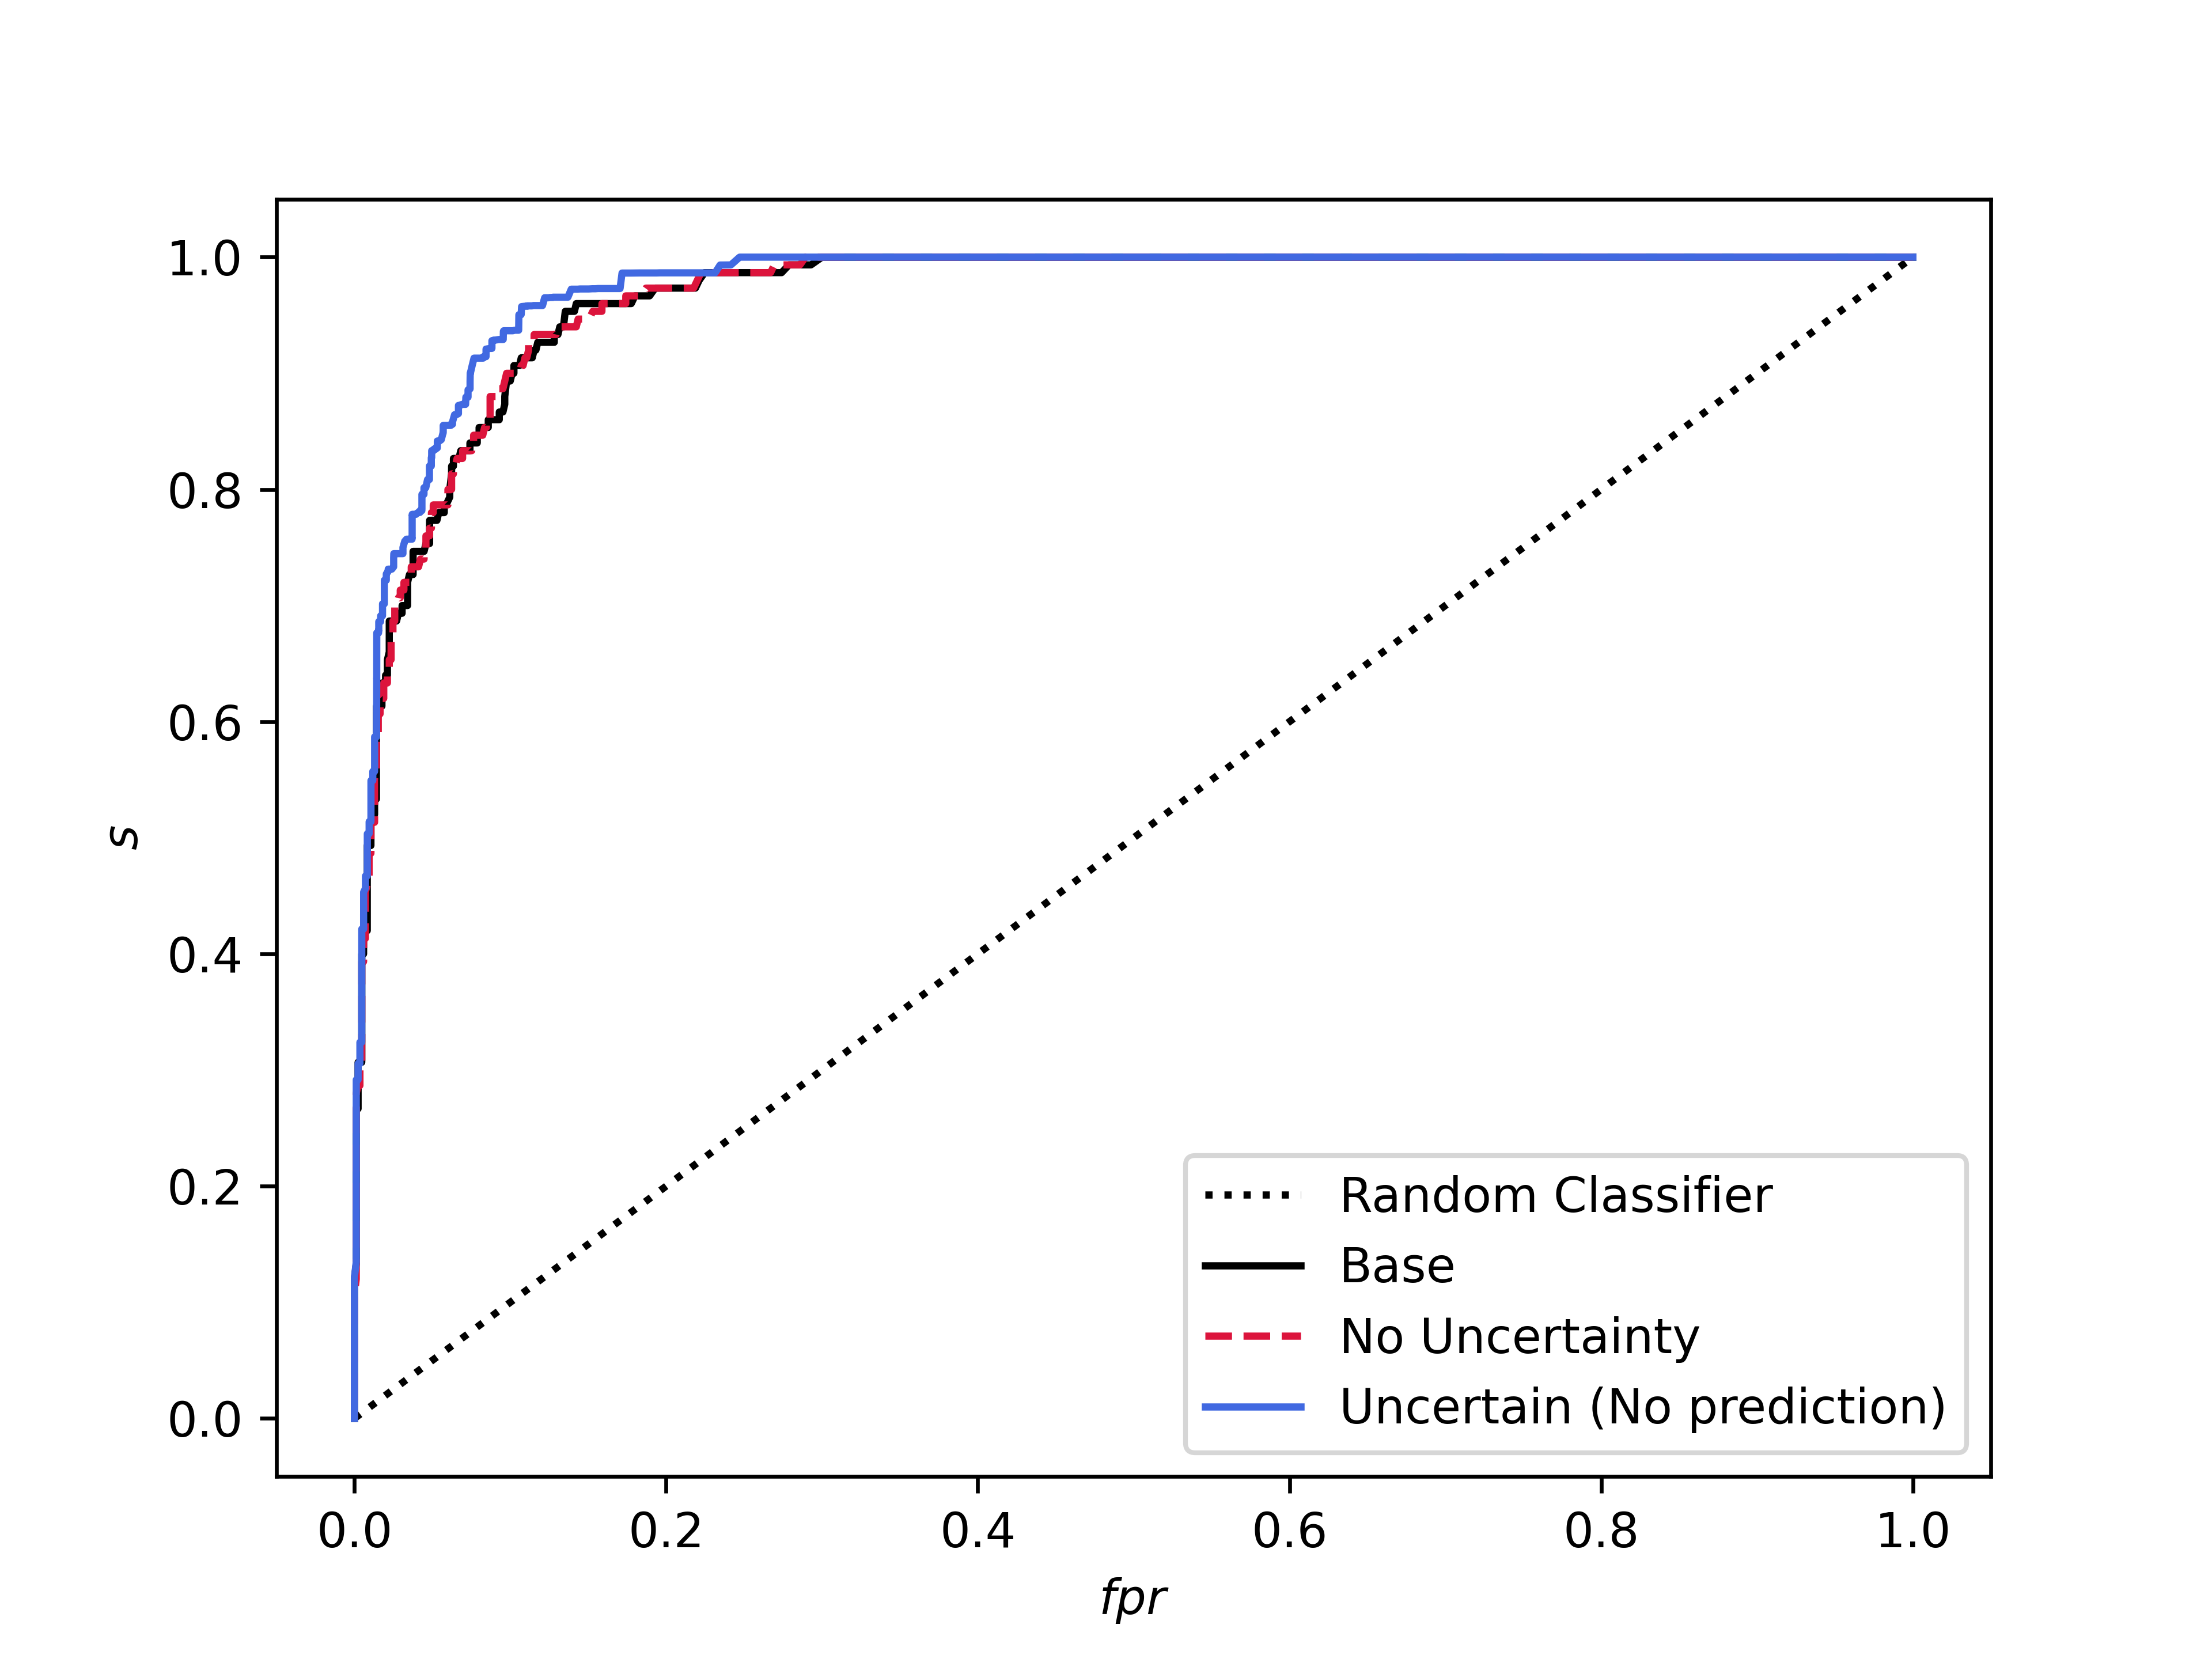 1.0
0.8
0.6
0.4
0.2
0.0
s
0.0 0.2 0.4 0.6 0.8 1.0
fpr
Random Classifier
Base
No Uncertainty
Uncertain (No prediction)